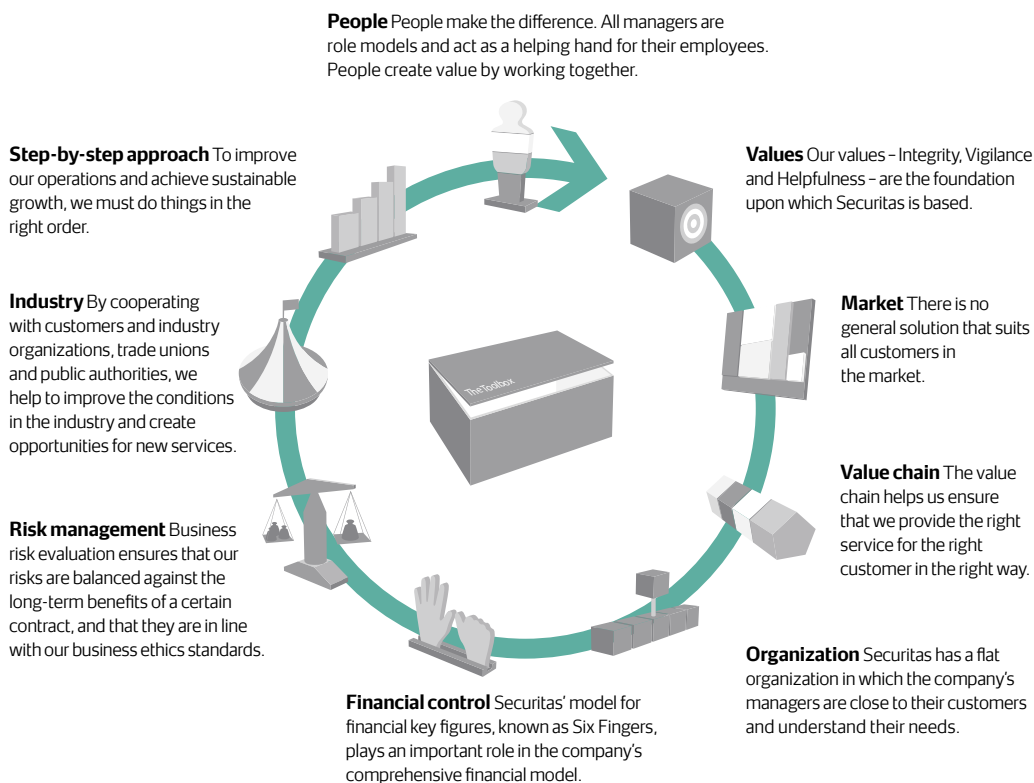 People People make the difference. All managers are
role models and act as a helping hand for their employees.
People create value by working together.
Values Our values – Integrity, Vigilance
and Helpfulness – are the foundation
upon which Securitas is based.
Market There is no
general solution that suits
all customers in
the market.
Value chain The value
chain helps us ensure
that we provide the right
service for the right
customer in the right way.
Organization Securitas has a flat
organization in which the company's
managers are close to their customers
and understand their needs.
Financial control Securitas' model for
financial key figures, known as Six Fingers,
plays an important role in the company's
comprehensive financial model.
Risk management Business
risk evaluation ensures that our
risks are balanced against the
long-term benefits of a certain
contract, and that they are in line
with our business ethics standards.
Industry By cooperating
with customers and industry
organizations, trade unions
and public authorities, we
help to improve the conditions
in the industry and create
opportunities for new services.
Step-by-step approach To improve
our operations and achieve sustainable
growth, we must do things in the
right order.
The Toolbox